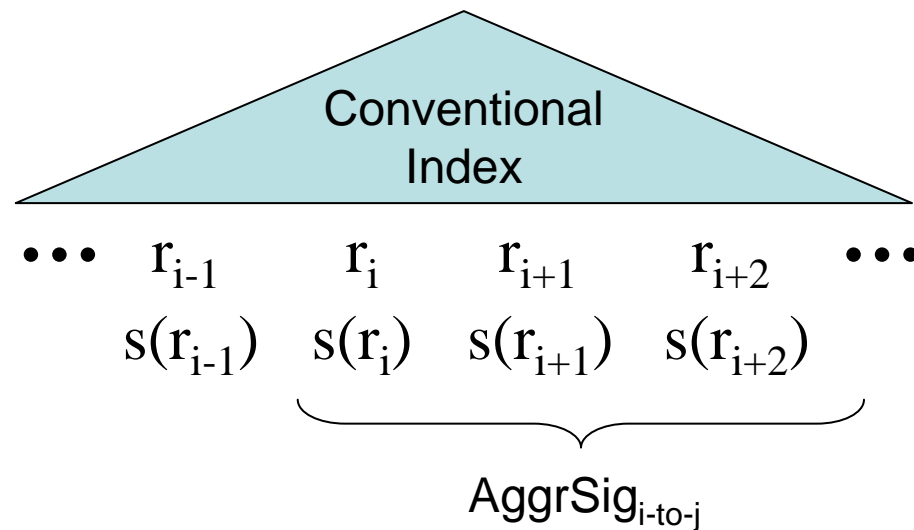 Conventional
Index
••• r_{i-1} r_i r_{i+1} r_{i+2} •••
s(r_{i-1}) s(r_i) s(r_{i+1}) s(r_{i+2})
AggrSig_{i-to-j}